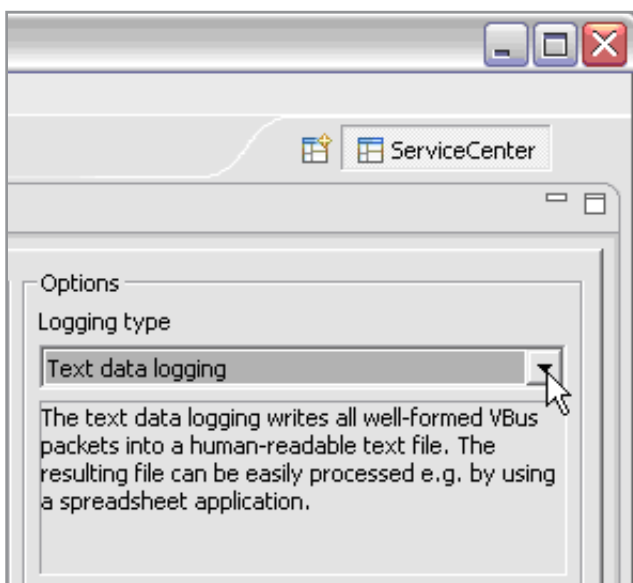 ServiceCenter
Options
Logging type
Text data logging
The text data logging writes all well-formed VBus
packets into a human-readable text file. The
resulting file can be easily processed e.g. by using
a spreadsheet application.